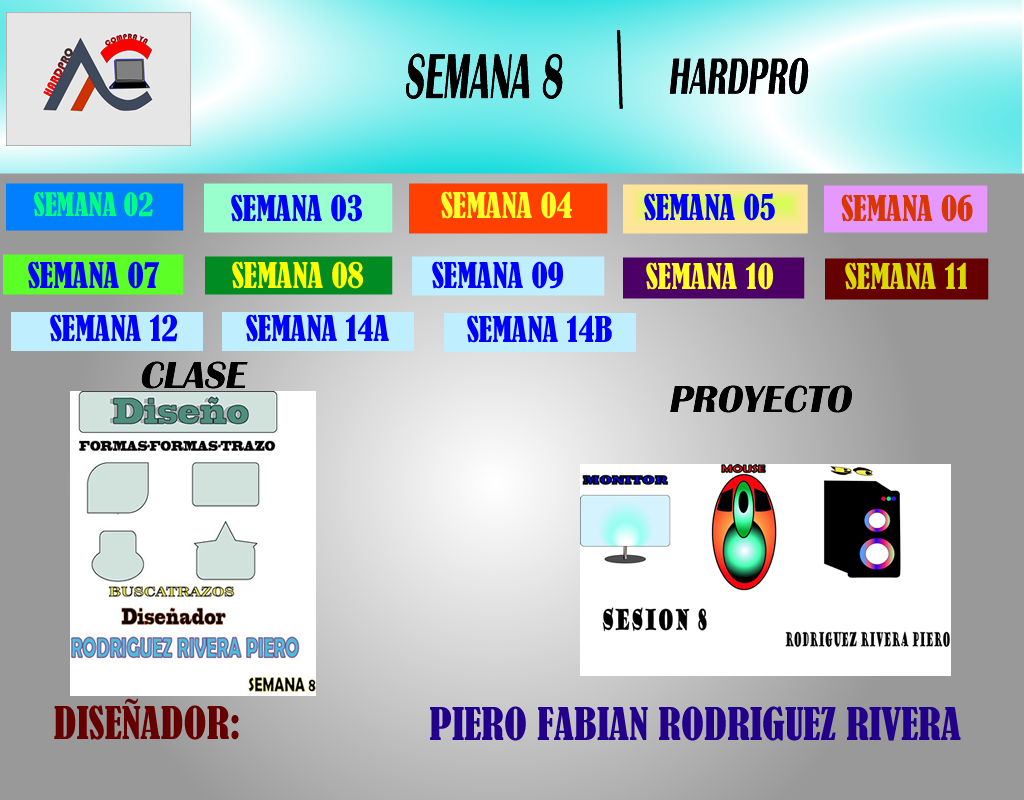 HARDPRO
COMPRA YA
SEMANA 8
HARDPRO
SEMANA 02
SEMANA 03
SEMANA 04
SEMANA 05
SEMANA 06
SEMANA 07
SEMANA 08
SEMANA 09
SEMANA 10
SEMANA 11
SEMANA 12
SEMANA 14A
SEMANA 14B
CLASE
PROYECTO
Diseño
FORMAS-FORMAS-TRAZO
BUSCATRAZOS
Diseñador
RODRIGUEZ RIVERA PIERO
SEMANA 8
MONITOR
MOUSE
SESION 8
RODRIGUEZ RIVERA PIERO
DISEÑADOR:
PIERO FABIAN RODRIGUEZ RIVERA